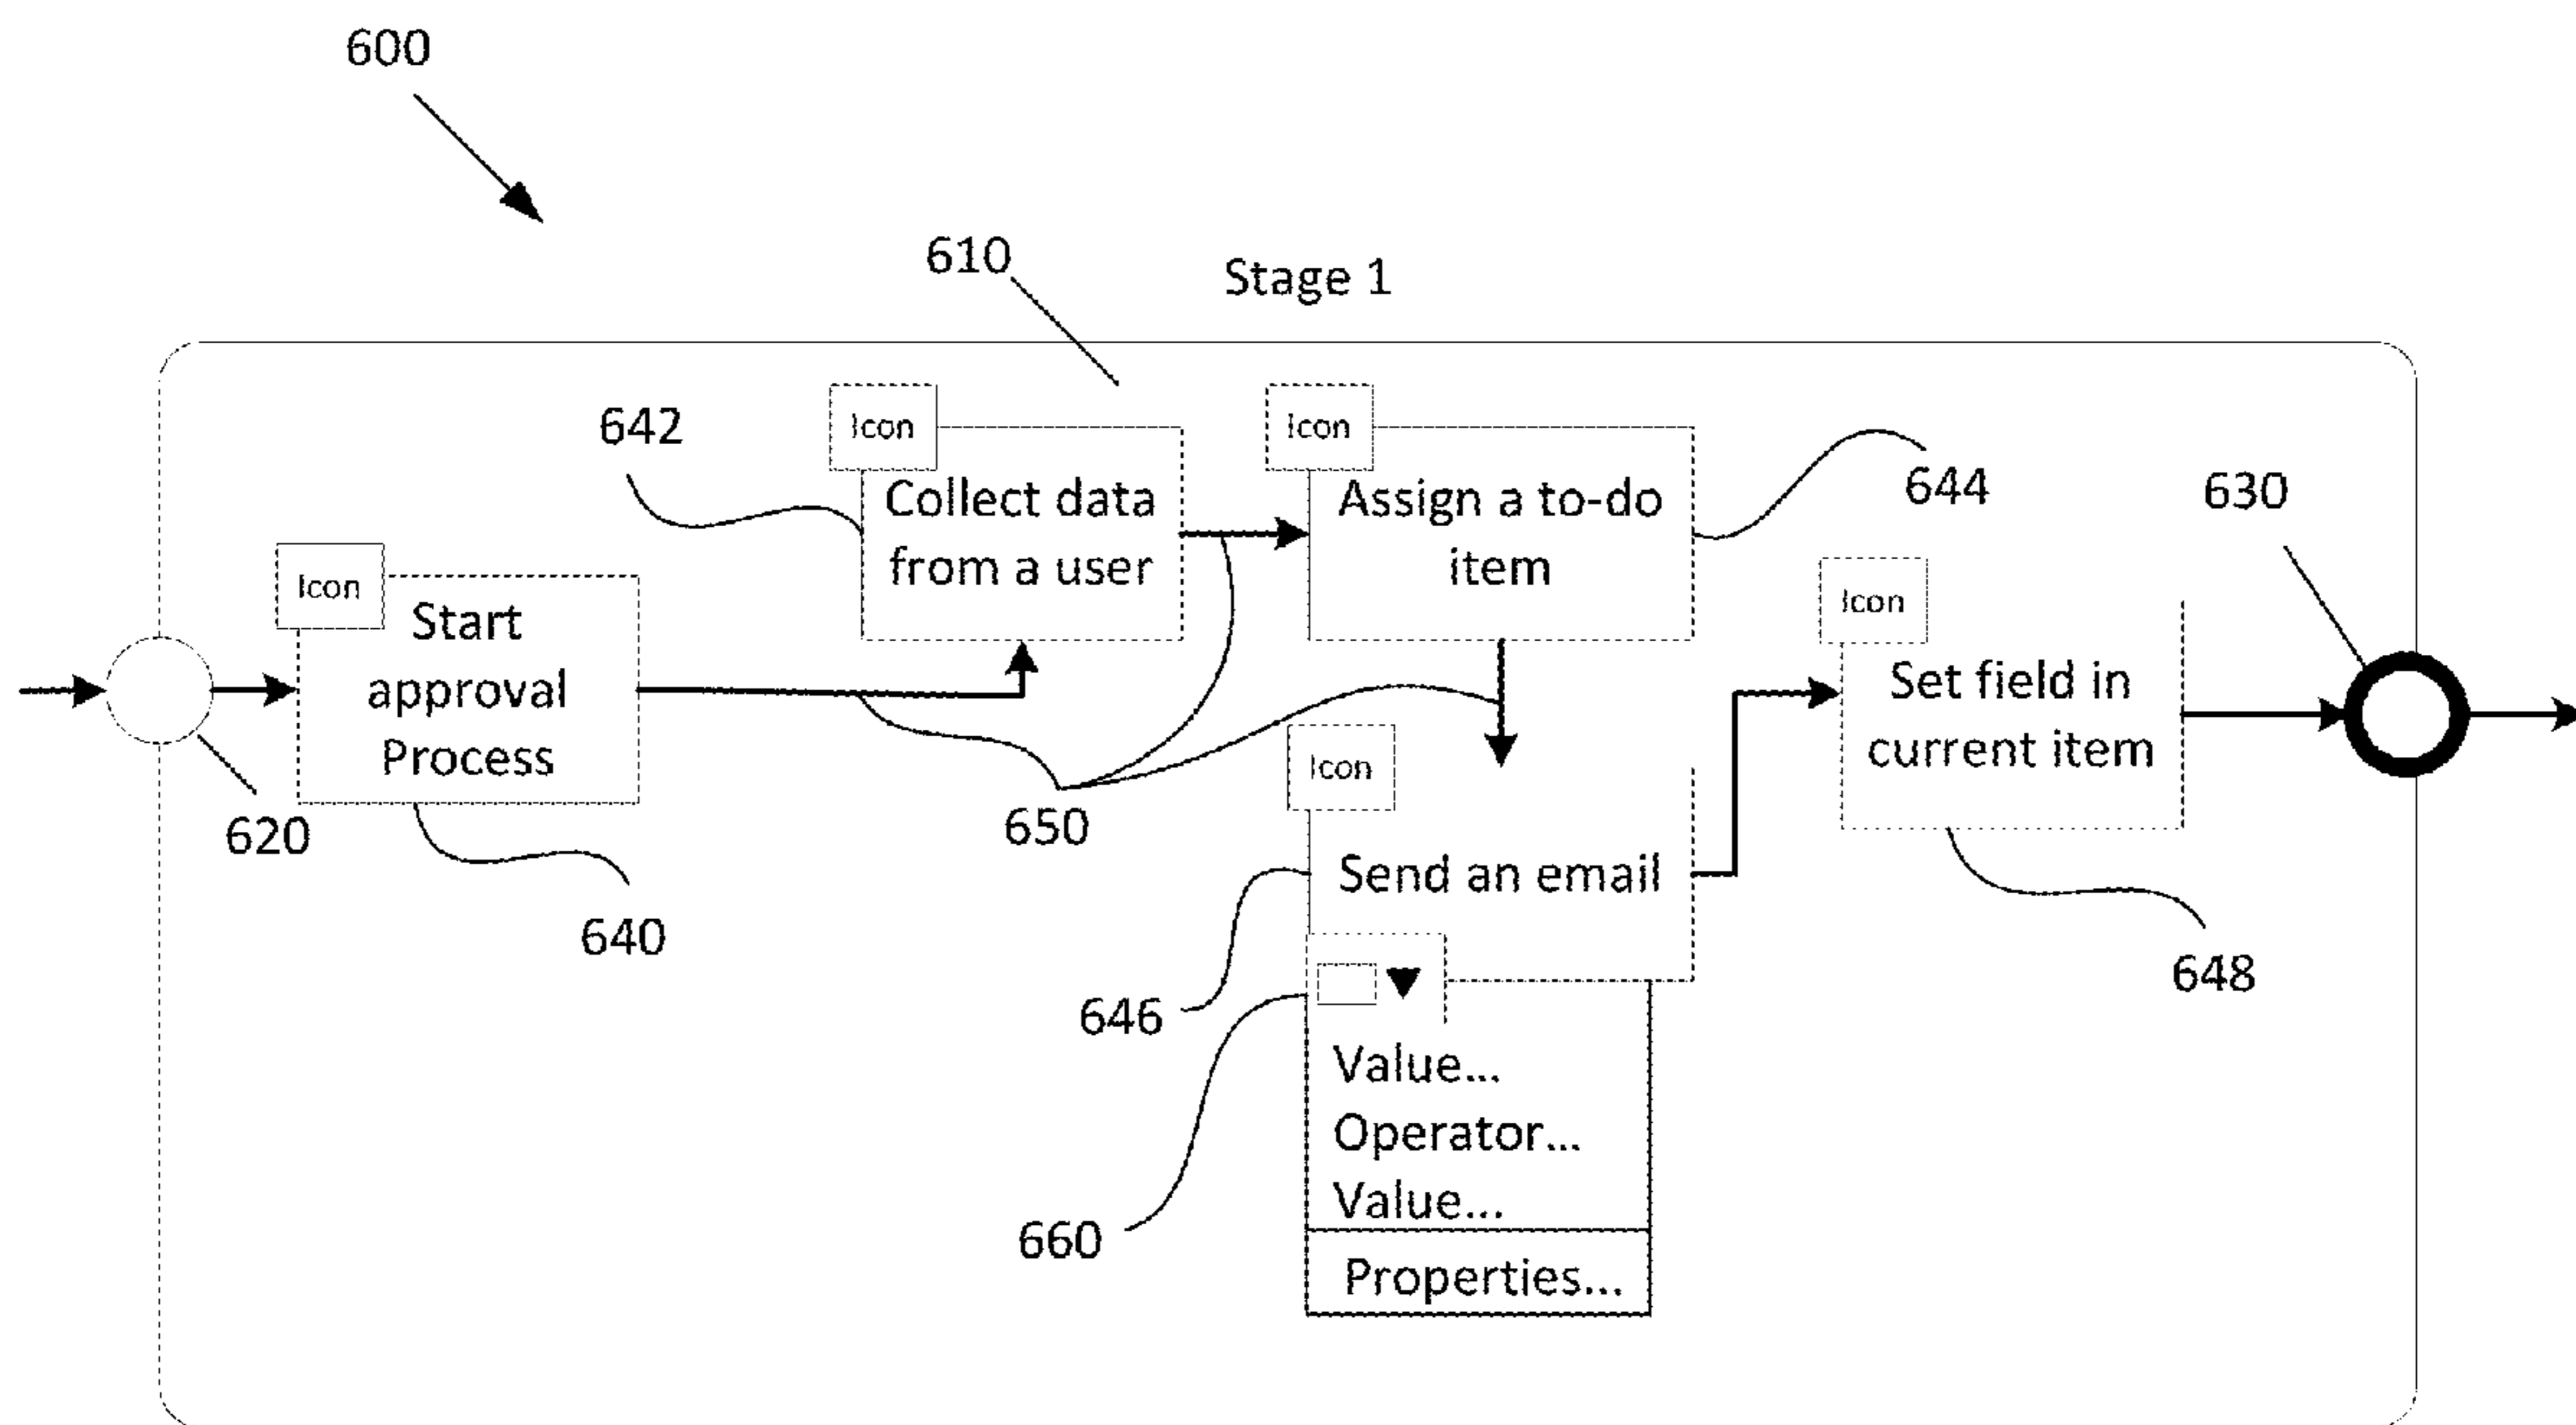 600
610
Stage 1
642
Icon
Collect data
from a user
Icon
Assign a to-do
item
644
630
Icon
Start
approval
Process
620
640
650
Icon
Set field in
current item
648
Icon
Send an email
646
660
Value...
Operator...
Value...
Properties...